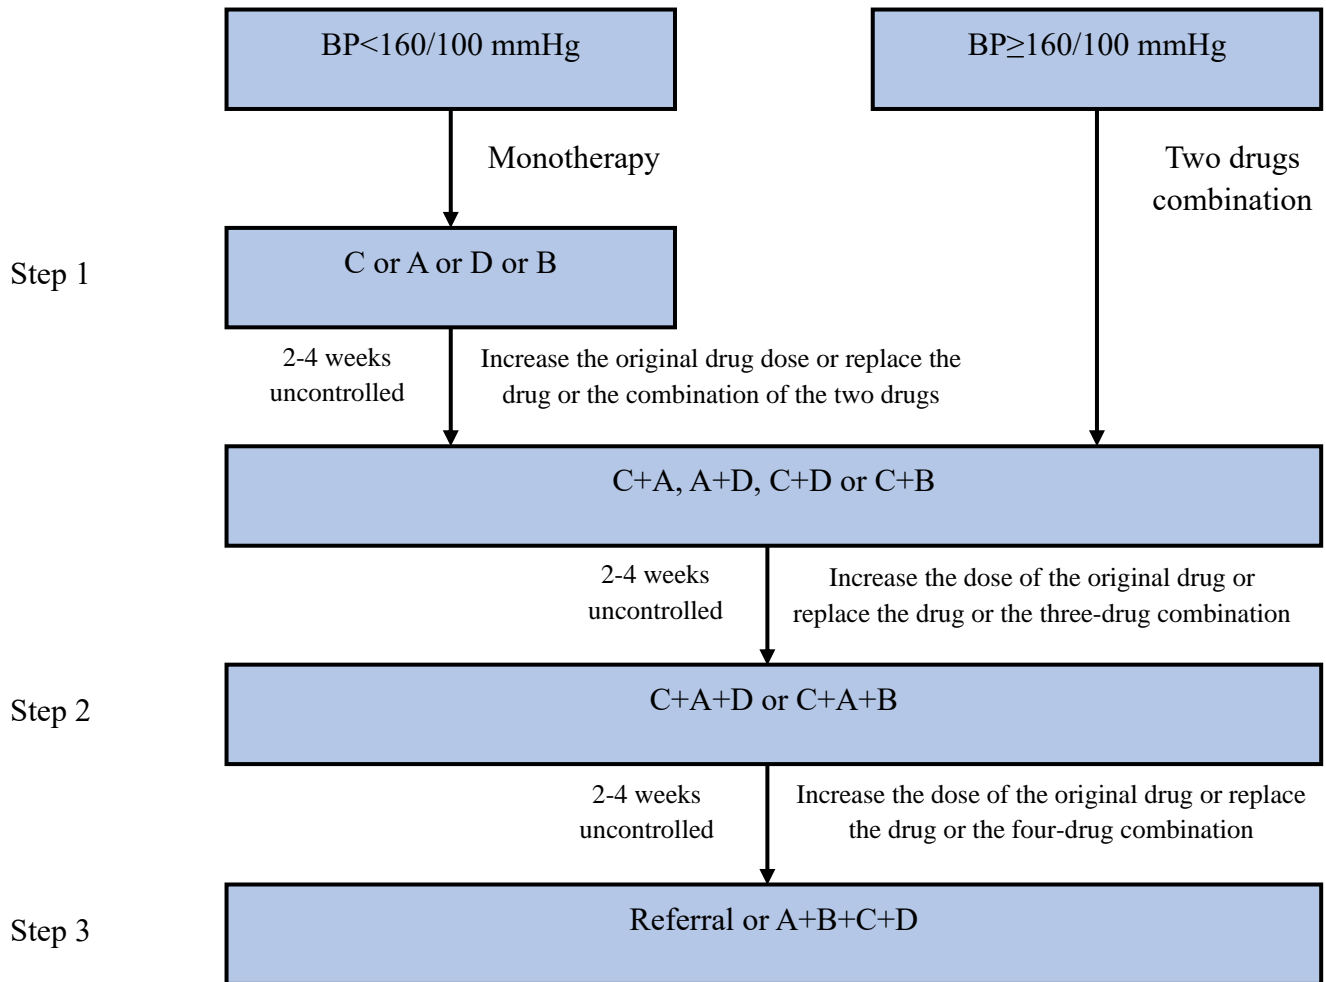 BP<160/100 mmHg
BP≥160/100 mmHg
Monotherapy
Two drugs
combination
Step 1
C or A or D or B
2-4 weeks
uncontrolled
Increase the original drug dose or replace the
drug or the combination of the two drugs
C+A, A+D, C+D or C+B
2-4 weeks
uncontrolled
Increase the dose of the original drug or
replace the drug or the three-drug combination
Step 2
C+A+D or C+A+B
2-4 weeks
uncontrolled
Increase the dose of the original drug or replace
the drug or the four-drug combination
Step 3
Referral or A+B+C+D